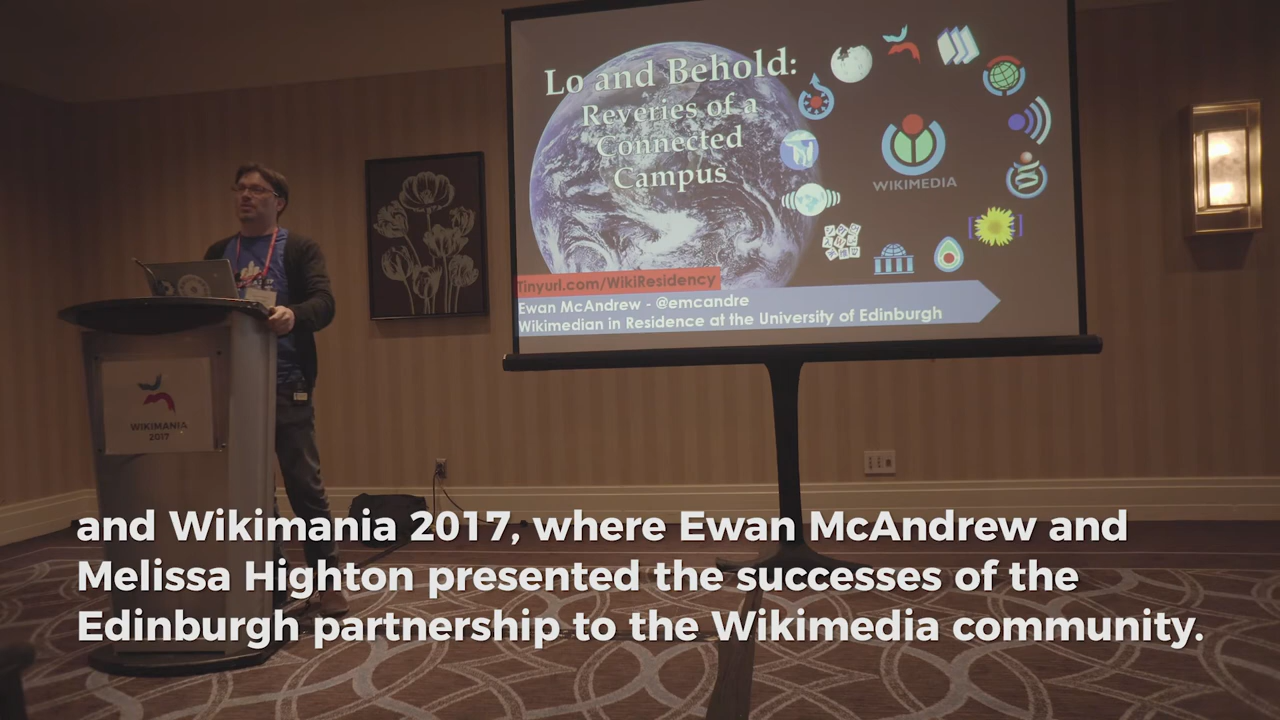 Lo and Behold:
Reveries of a
Connected
Campus
WIKIMEDIA
Tinyurl.com/WikiResidency
Ewan McAndrew - @emcandre
Wikimedian in Residence at the University of Edinburgh
WIKIMANIA
2017
and Wikimania 2017, where Ewan McAndrew and
Melissa Highton presented the successes of the
Edinburgh partnership to the Wikimedia community.